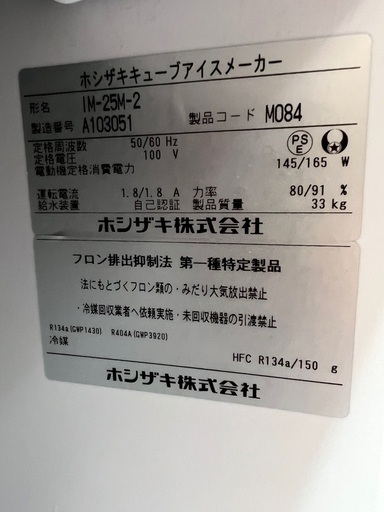 ホシザキキューブアイスメーカー
形名 IM-25M-2
製造番号 A103051 製品コード M084
定格周波数 50/60 Hz PS E
定格電圧 100 V
電動機定格消費電力 145/165 W
運転電流 1.8/1.8 A 力率 80/91 %
給水装置 自己認証 製品質量 33 kg
ホシザキ株式会社
フロン排出抑制法 第一種特定製品
法にもとづくフロン類の・みだり大気放出禁止
・冷媒回収業者へ依頼実施・未回収機器の引渡禁止
R134a(GWP1430) R404A(GWP3920)
冷媒 HFC R134a/150 g
ホシザキ株式会社